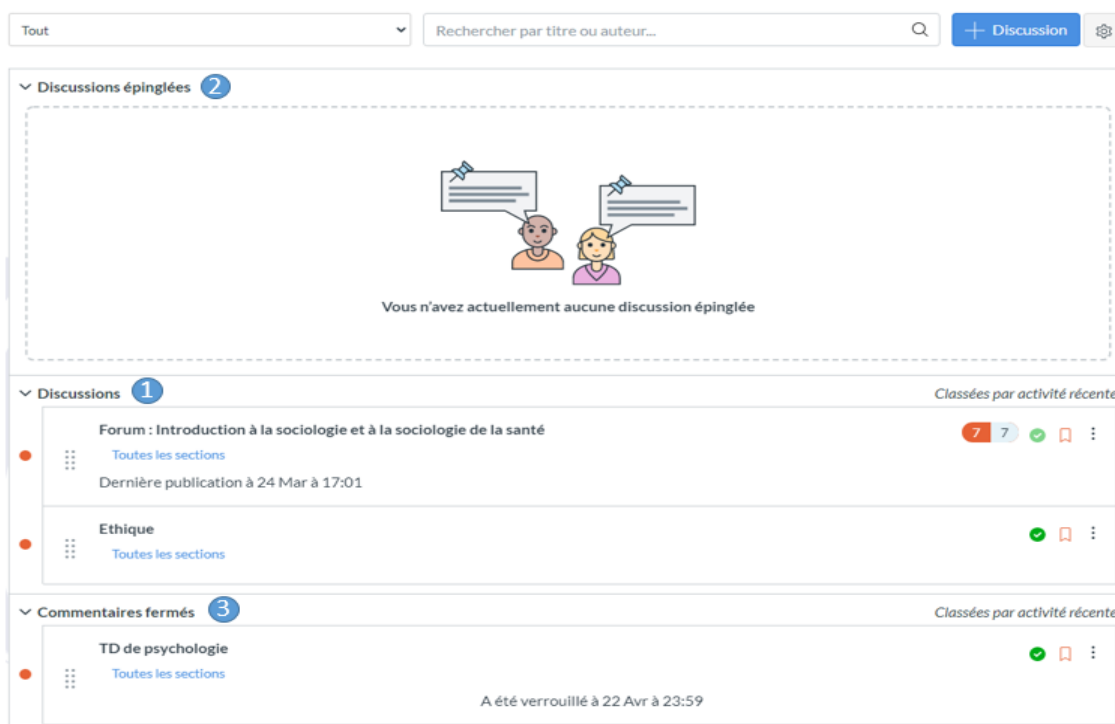 Tout
Rechercher par titre ou auteur...
Discussion
Discussions épinglées 2
Vous n'avez actuellement aucune discussion épinglée
Discussions 1 Classées par activité récente
Forum : Introduction à la sociologie et à la sociologie de la santé 7 7
Toutes les sections
Dernière publication à 24 Mar à 17:01
Ethique
Toutes les sections
Commentaires fermés 3 Classées par activité récente
TD de psychologie
Toutes les sections
A été verrouillé à 22 Avr à 23:59